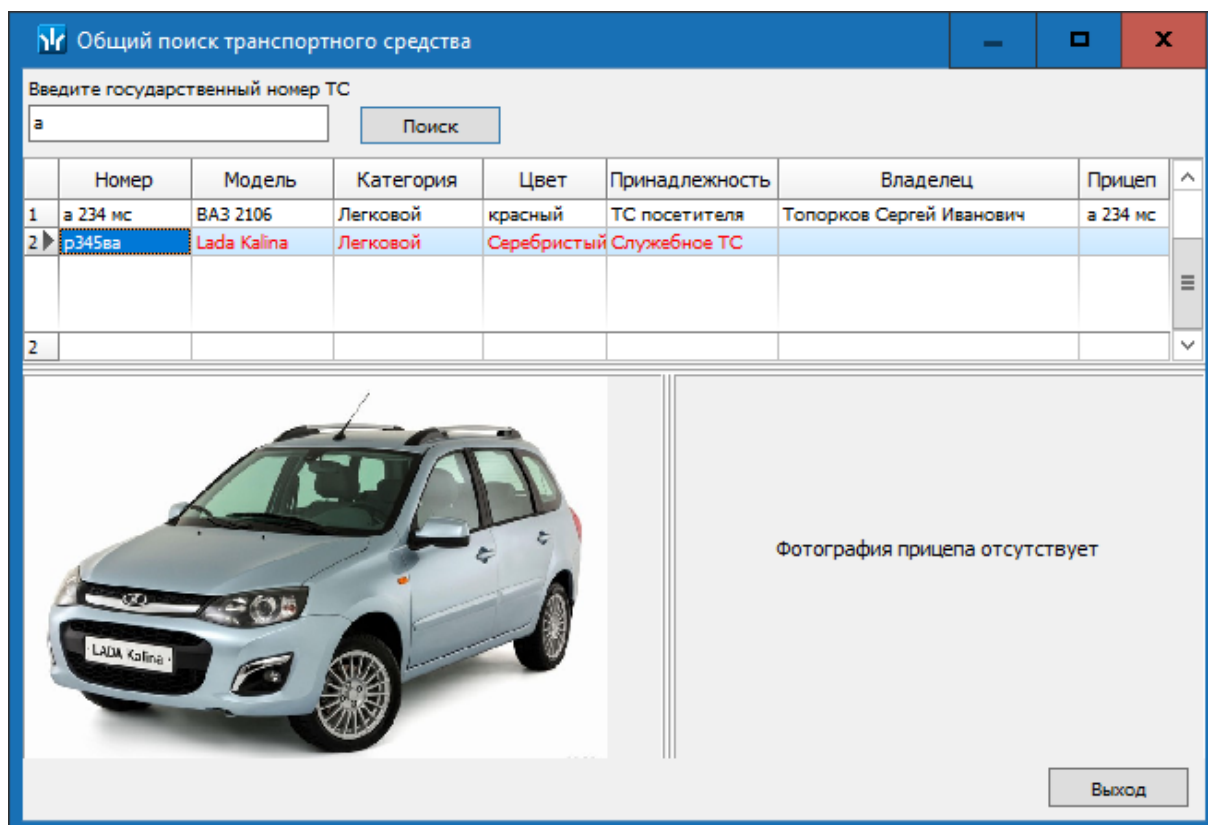 Общий поиск транспортного средства
Введите государственный номер ТС
а
Поиск
Номер Модель Категория Цвет Принадлежность Владелец Прицеп
1 а 234 мс ВАЗ 2106 Легковой красный ТС посетителя Топорков Сергей Иванович а 234 мс
2 р345ва Lada Kalina Легковой Серебристый Служебное ТС
2
LADA Kalina
Фотография прицепа отсутствует
Выход